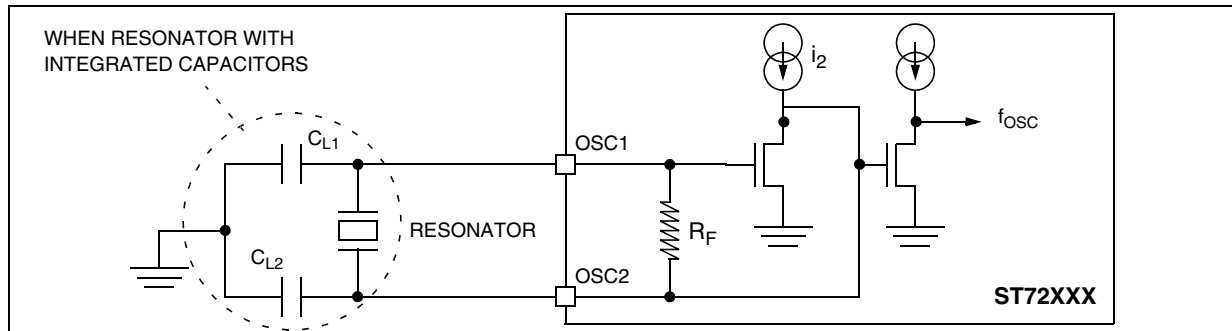 WHEN RESONATOR WITH
INTEGRATED CAPACITORS
i2
fOSC
CL1
OSC1
RESONATOR
RF
CL2
OSC2
ST72XXX